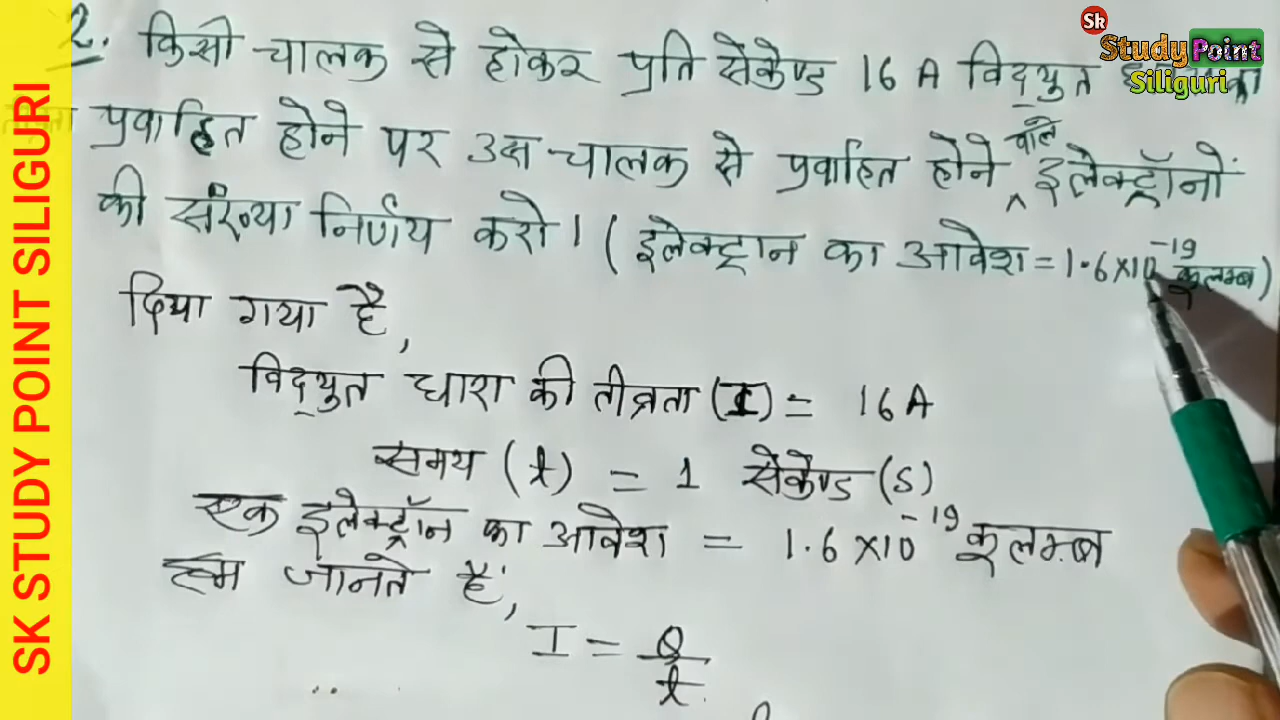 SK STUDY POINT SILIGURI
Sk
Study Point
Siliguri
2. किसी चालक से होकर प्रति सेकेण्ड 16 A विद्युत
प्रवाहित होने पर उस चालक से प्रवाहित होने वाले इलेक्ट्रॉनों
की संख्या निर्णय करो। (इलेक्ट्रान का आवेश = 1.6×10⁻¹⁹ कुलम्ब)
दिया गया है,
विद्युत धारा की तीव्रता (I) = 16 A
समय (t) = 1 सेकेण्ड (s)
एक इलेक्ट्रॉन का आवेश = 1.6 ×10⁻¹⁹ कुलम्ब
हम जानते हैं,
I = Q/t